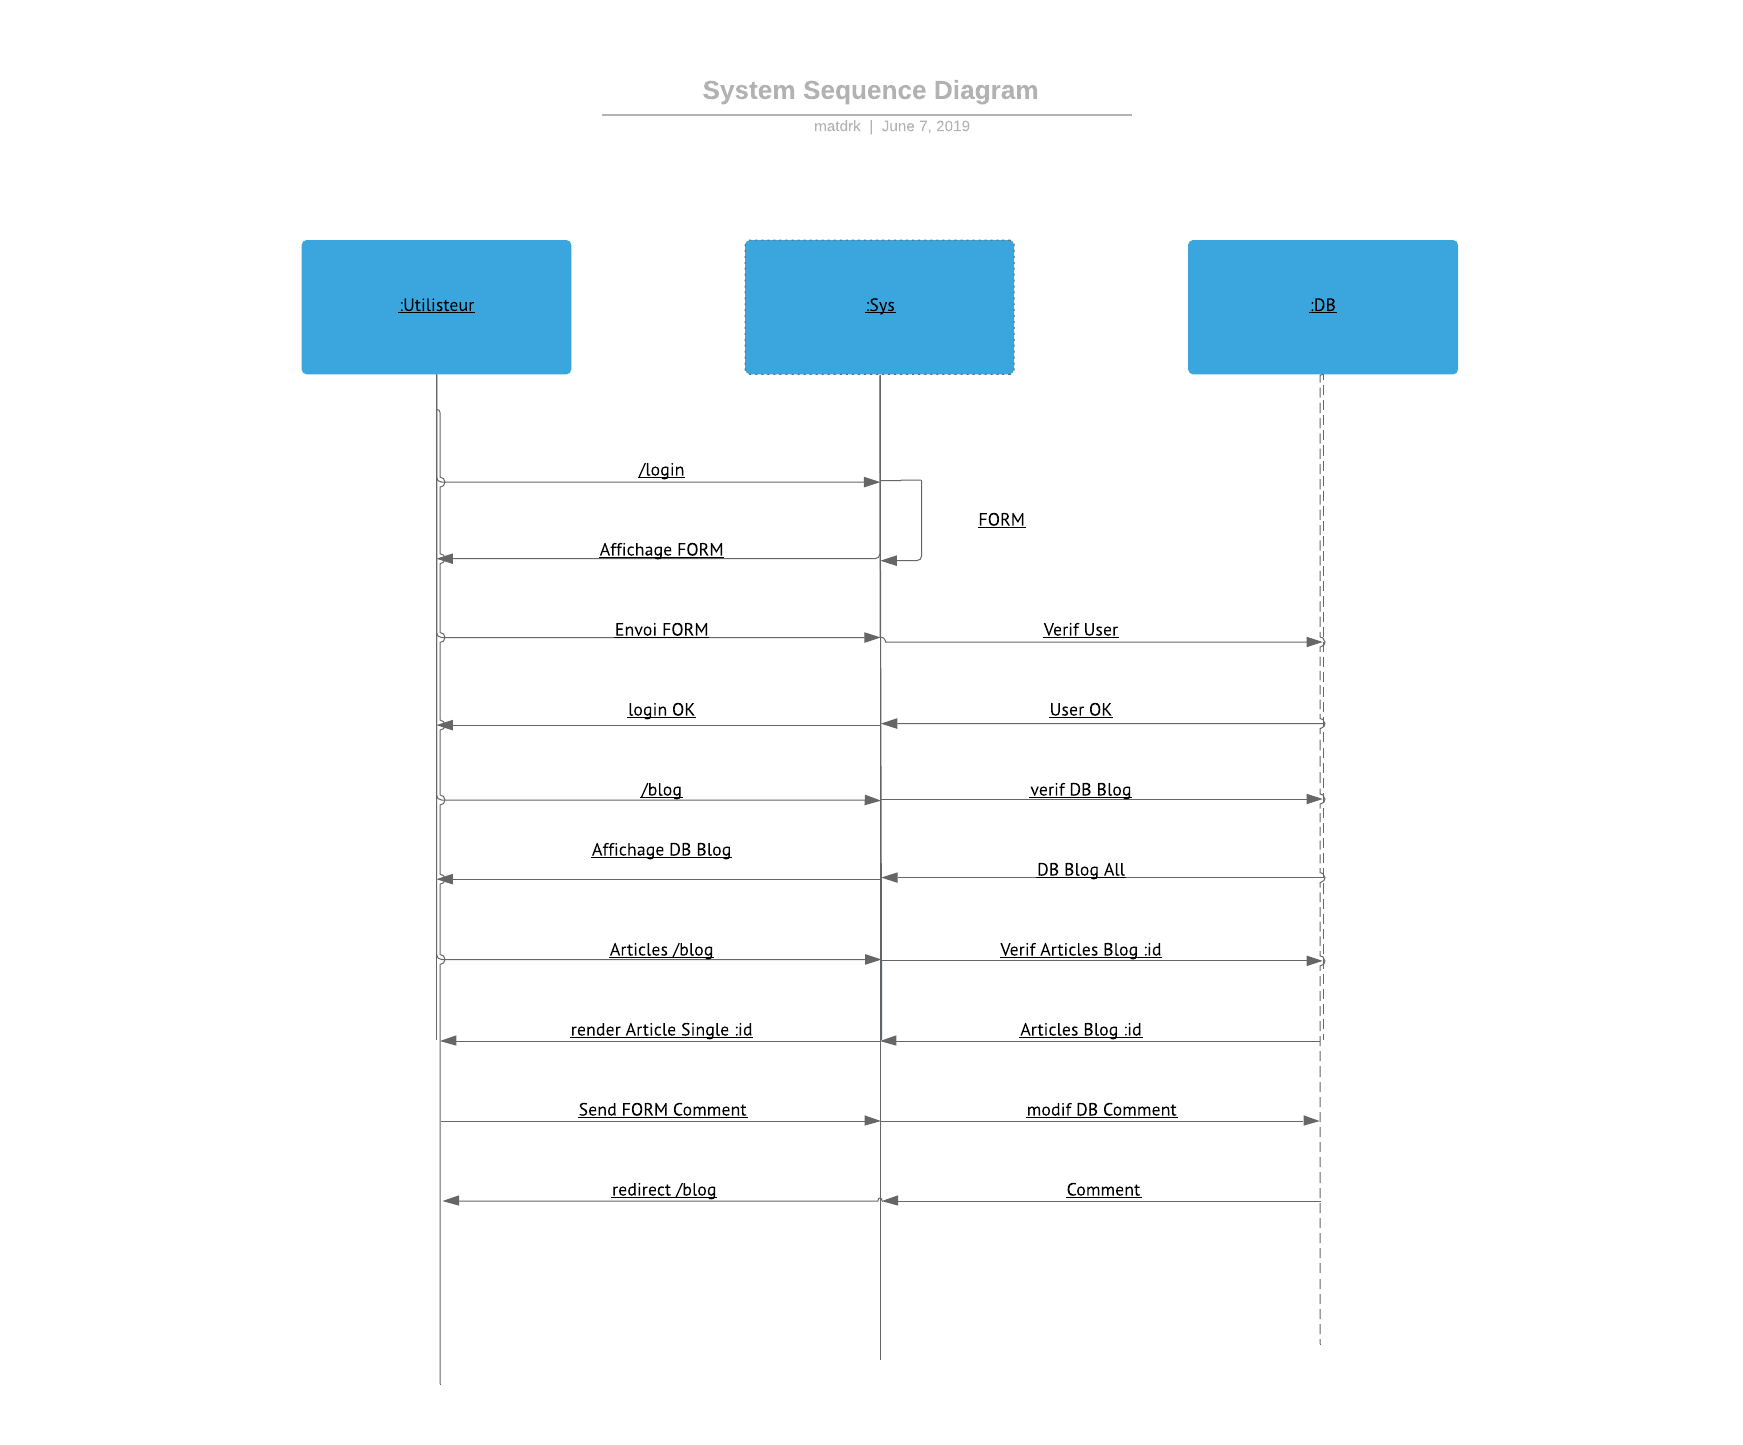 System Sequence Diagram
matdrk | June 7, 2019
:Utilisteur
:Sys
:DB
/login
FORM
Affichage FORM
Envoi FORM
Verif User
login OK
User OK
/blog
verif DB Blog
Affichage DB Blog
DB Blog All
Articles /blog
Verif Articles Blog :id
render Article Single :id
Articles Blog :id
Send FORM Comment
modif DB Comment
redirect /blog
Comment